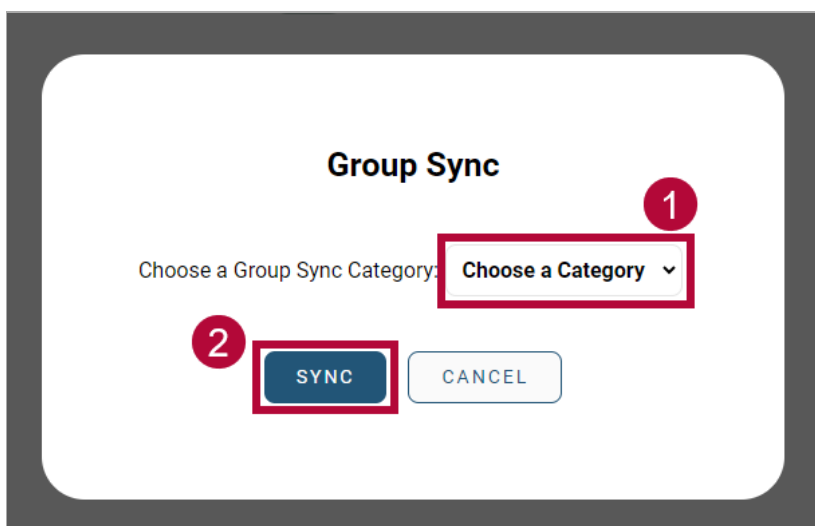 Group Sync
1
Choose a Group Sync Category: Choose a Category
2
SYNC CANCEL